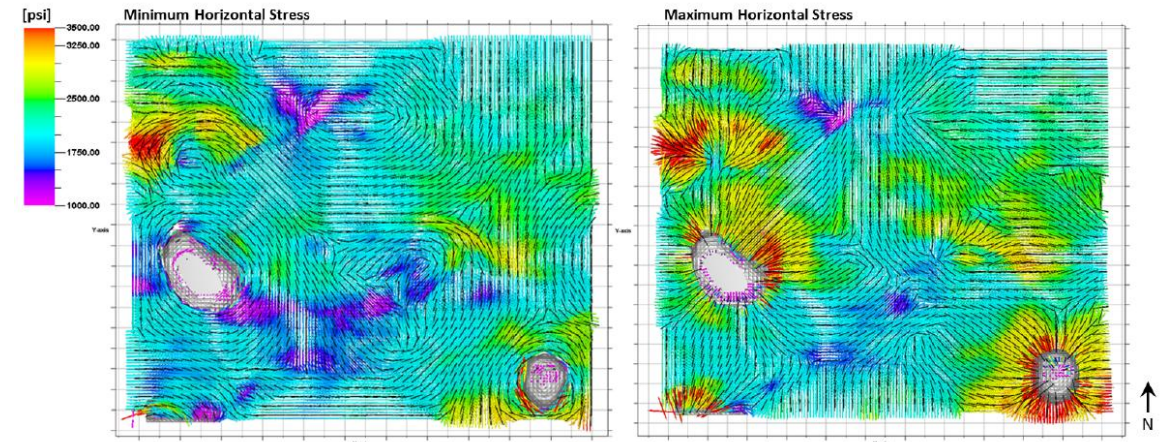 [psi]
Minimum Horizontal Stress
Maximum Horizontal Stress
3500.00
3250.00
2500.00
1750.00
1000.00
Y-axis
Y-axis
N